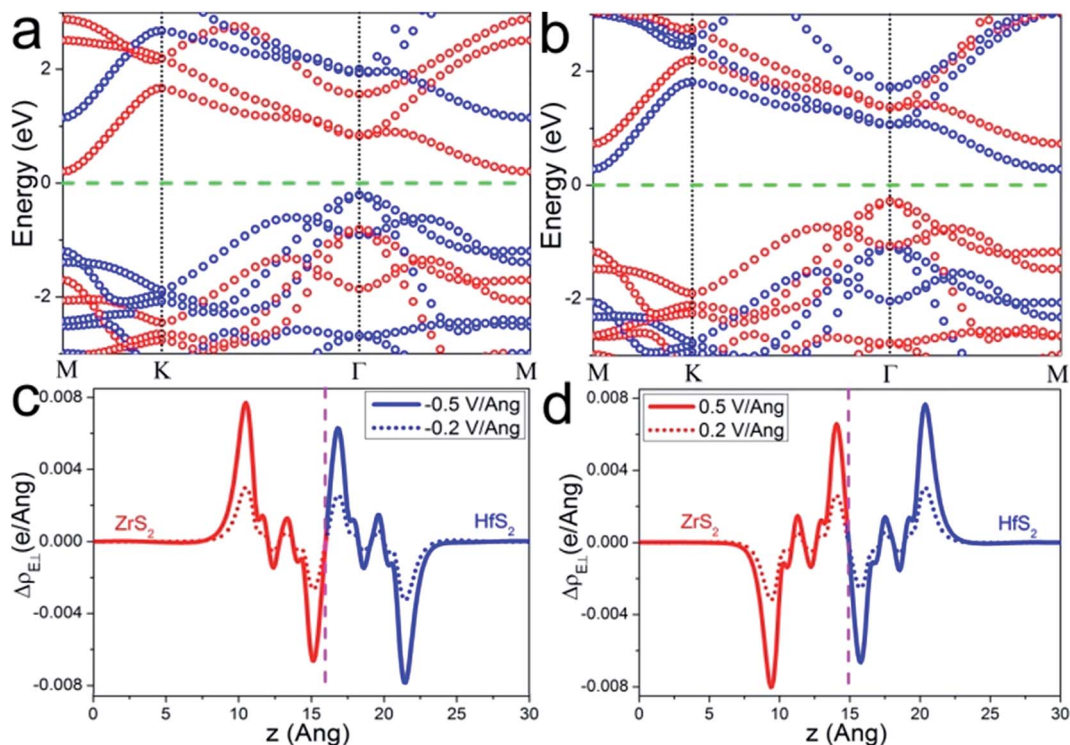 a
Energy (eV)
2
0
-2
M K Γ M
b
Energy (eV)
2
0
-2
M K Γ M
c
Δρ_E⊥(e/Ang)
0.008
0.004
0.000
-0.004
-0.008
-0.5 V/Ang
-0.2 V/Ang
ZrS₂
HfS₂
0 5 10 15 20 25 30
z (Ang)
d
Δρ_E⊥(e/Ang)
0.008
0.004
0.000
-0.004
-0.008
0.5 V/Ang
0.2 V/Ang
ZrS₂
HfS₂
0 5 10 15 20 25 30
z (Ang)